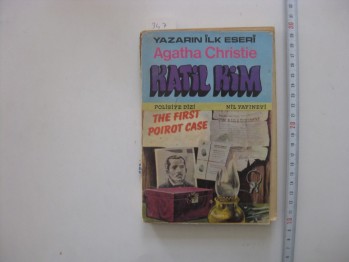 YAZARIN İLK ESERİ
Agatha Christie
KATİL KİM
POLİSİYE DİZİ NİL YAYINEVİ
THE FIRST
POIROT CASE